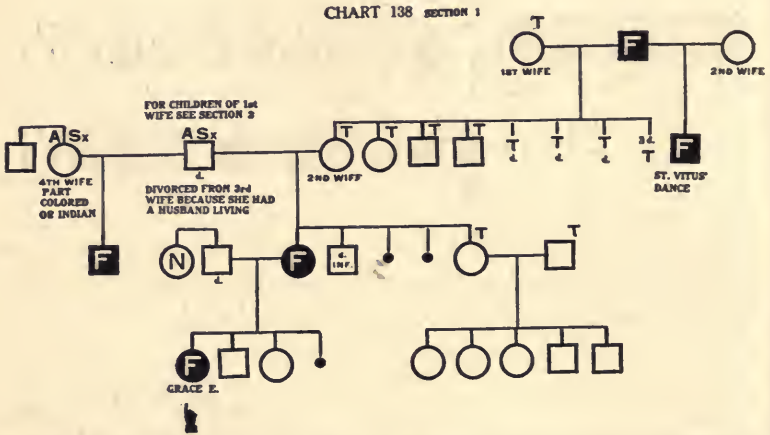 CHART 138 SECTION 1
T
F
1ST WIFE
2ND WIFE
FOR CHILDREN OF 1st
WIFE SEE SECTION 2
A Sx
A Sx
d.
4TH WIFE
PART
COLORED
OR INDIAN
DIVORCED FROM 3rd
WIFE BECAUSE SHE HAD
A HUSBAND LIVING
T
T
T
T
T
d.
T
d.
T
d.
3d.
T
2ND WIFF
F
ST. VITUS'
DANCE
F
N
d.
F
d.
INF.
T
T
F
GRACE E.